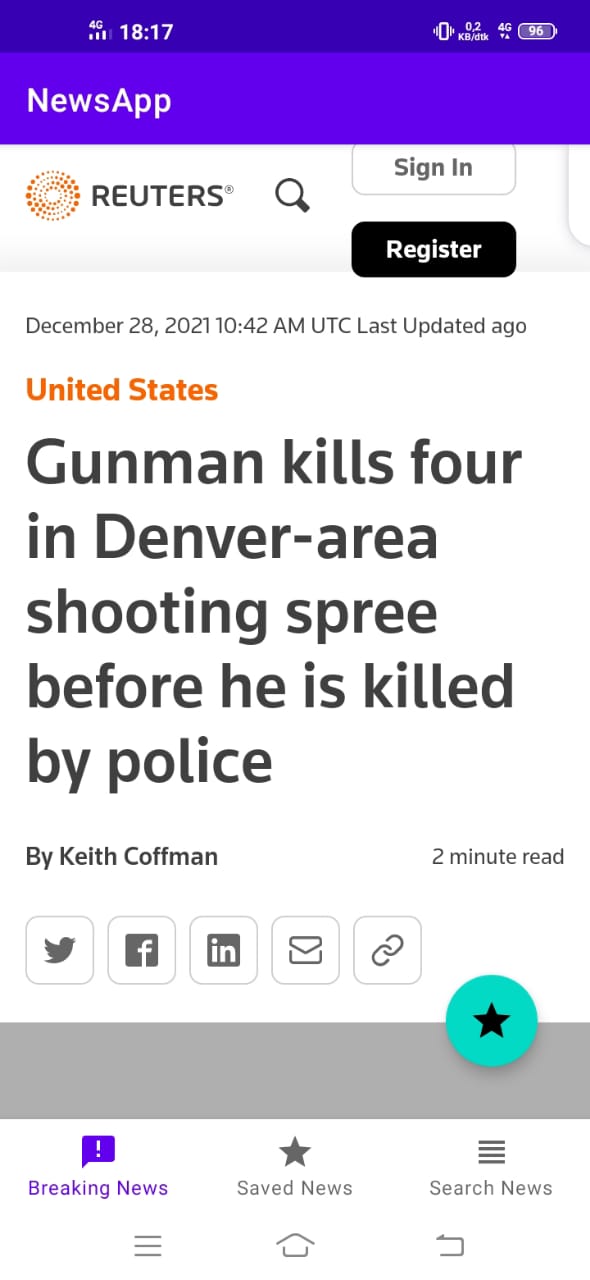 4G 18:17 0,2 KB/dtk 4G 96
NewsApp
REUTERS®
Sign In
Register
December 28, 2021 10:42 AM UTC Last Updated ago
United States
Gunman kills four
in Denver-area
shooting spree
before he is killed
by police
By Keith Coffman 2 minute read
Breaking News Saved News Search News